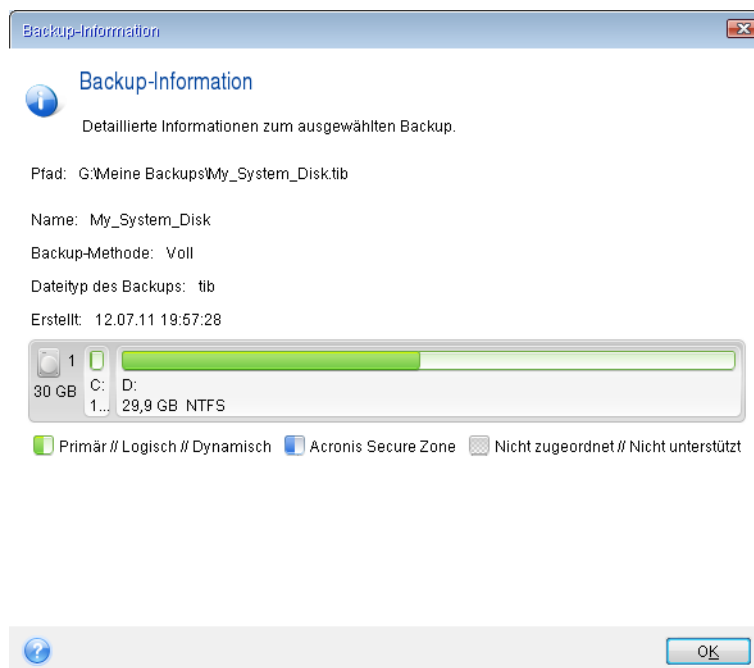 Backup-Information
Backup-Information
Detaillierte Informationen zum ausgewählten Backup.
Pfad: G:\Meine Backups\My_System_Disk.tib
Name: My_System_Disk
Backup-Methode: Voll
Dateityp des Backups: tib
Erstellt: 12.07.11 19:57:28
1
30 GB
C:
1...
D:
29,9 GB NTFS
Primär // Logisch // Dynamisch Acronis Secure Zone Nicht zugeordnet // Nicht unterstützt
OK